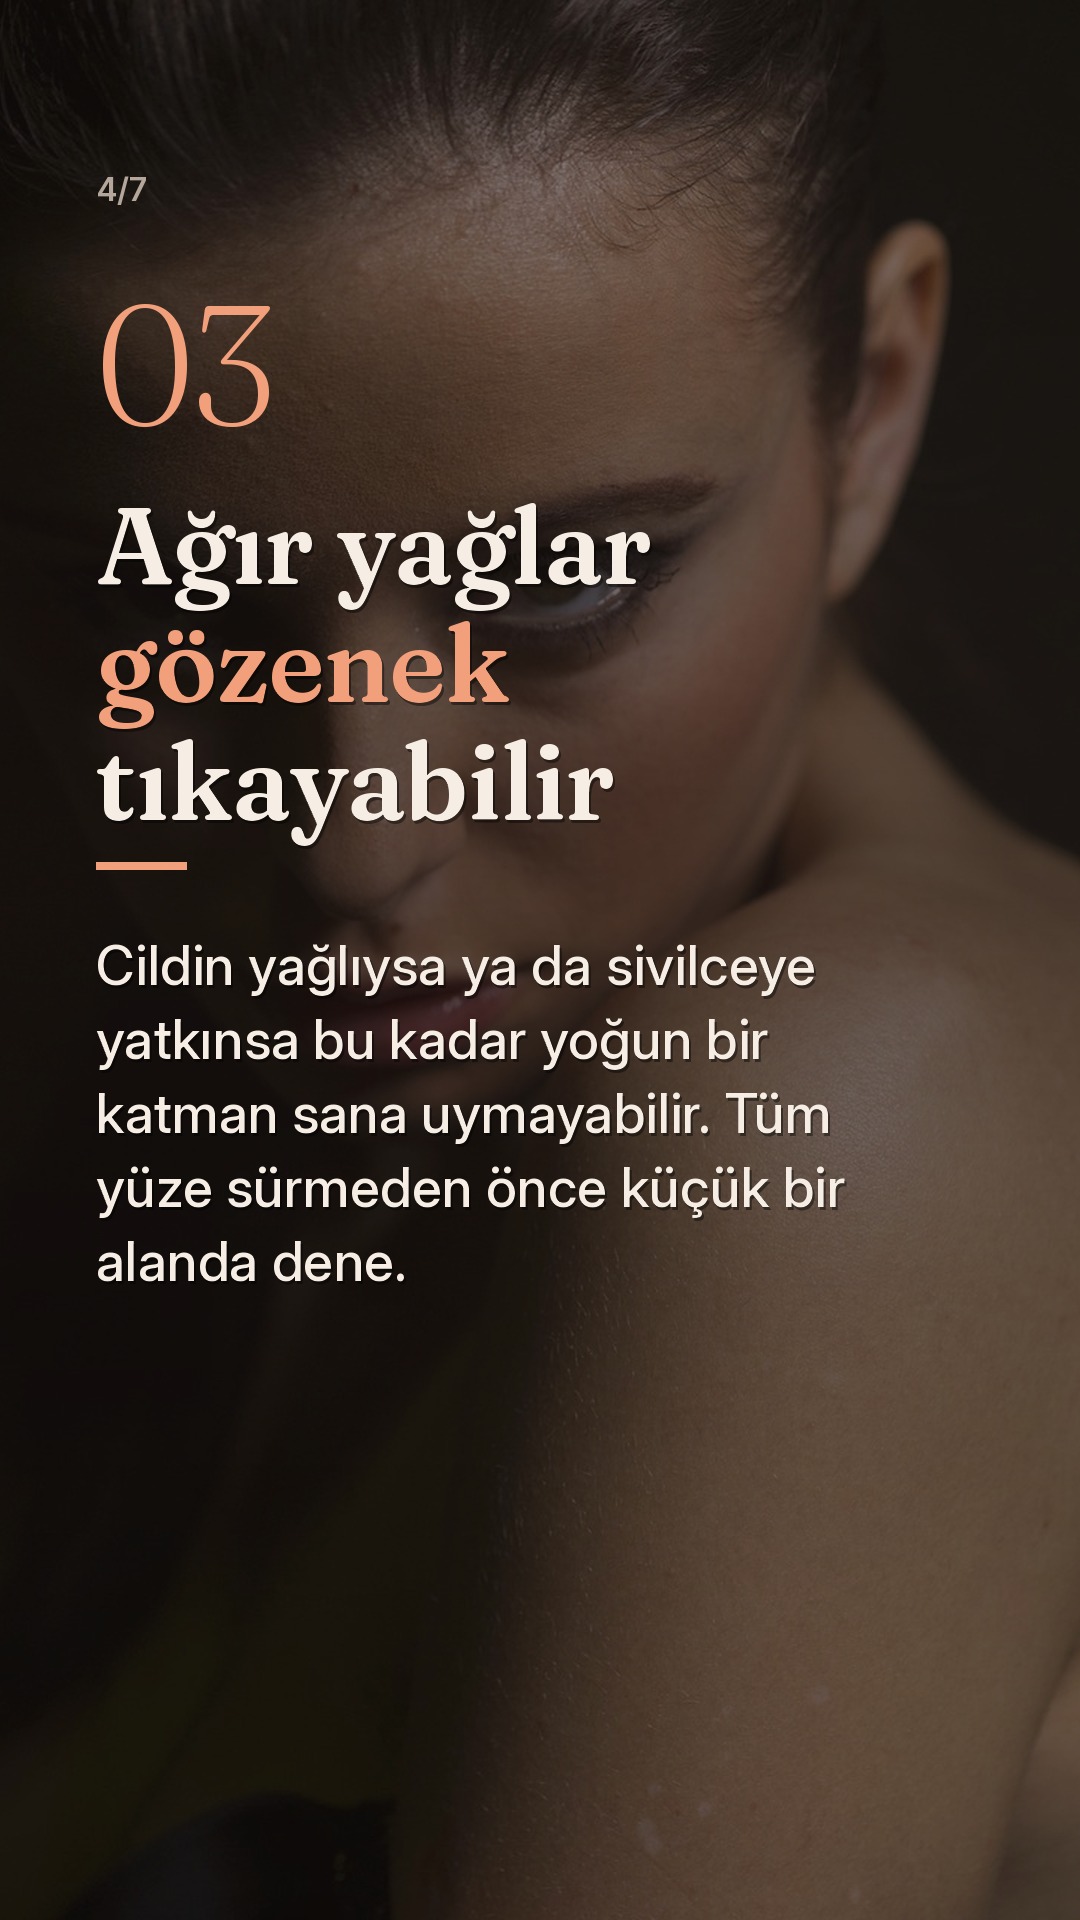 4/7
03
Ağır yağlar
gözenek
tıkayabilir
Cildin yağlıysa ya da sivilceye
yatkınsa bu kadar yoğun bir
katman sana uymayabilir. Tüm
yüze sürmeden önce küçük bir
alanda dene.